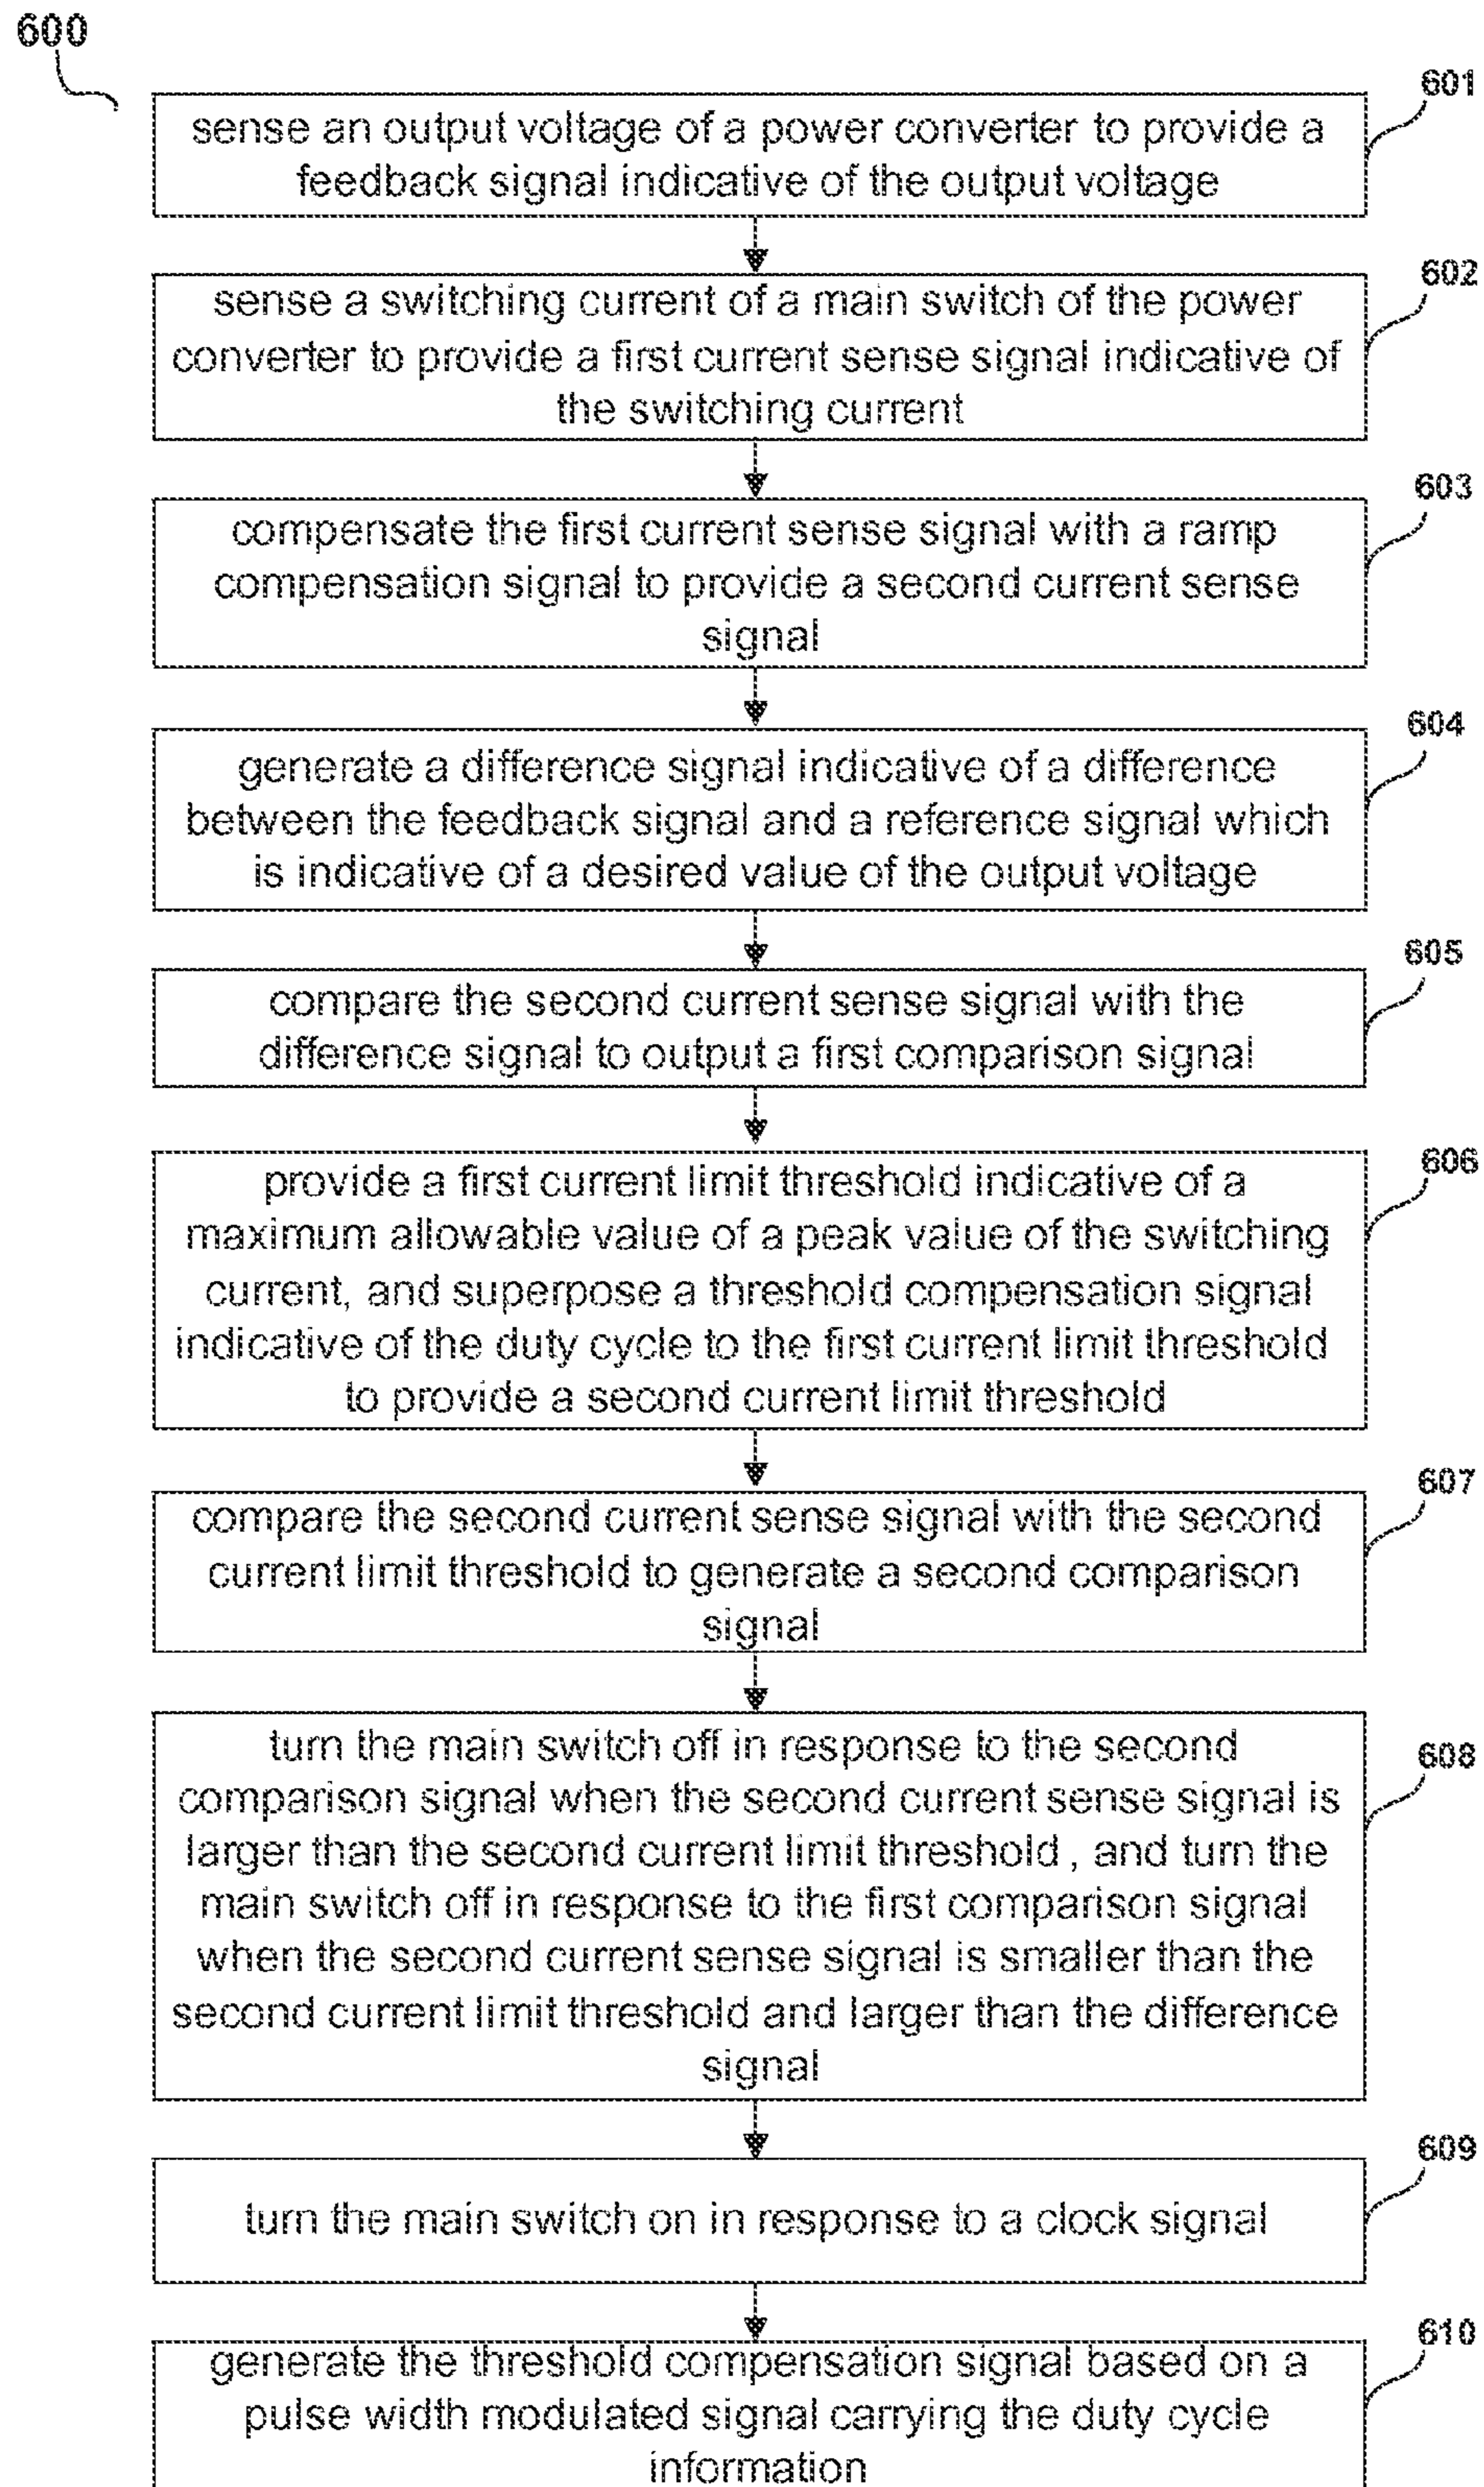 600
601
sense an output voltage of a power converter to provide a
feedback signal indicative of the output voltage
602
sense a switching current of a main switch of the power
converter to provide a first current sense signal indicative of
the switching current
603
compensate the first current sense signal with a ramp
compensation signal to provide a second current sense
signal
604
generate a difference signal indicative of a difference
between the feedback signal and a reference signal which
is indicative of a desired value of the output voltage
605
compare the second current sense signal with the
difference signal to output a first comparison signal
606
provide a first current limit threshold indicative of a
maximum allowable value of a peak value of the switching
current, and superpose a threshold compensation signal
indicative of the duty cycle to the first current limit threshold
to provide a second current limit threshold
607
compare the second current sense signal with the second
current limit threshold to generate a second comparison
signal
608
turn the main switch off in response to the second
comparison signal when the second current sense signal is
larger than the second current limit threshold , and turn the
main switch off in response to the first comparison signal
when the second current sense signal is smaller than the
second current limit threshold and larger than the difference
signal
609
turn the main switch on in response to a clock signal
610
generate the threshold compensation signal based on a
pulse width modulated signal carrying the duty cycle
information